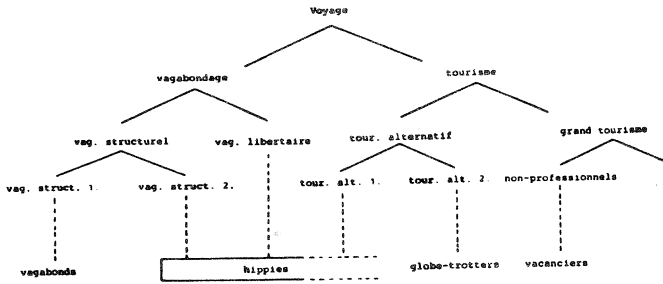 Voyage
vagabondage tourisme
vag. structurel vag. libertaire tour. alternatif grand tourisme
vag. struct. 1. vag. struct. 2. tour. alt. 1. tour. alt. 2. non-professionnels
vagabonds hippies globe-trotters vacanciers